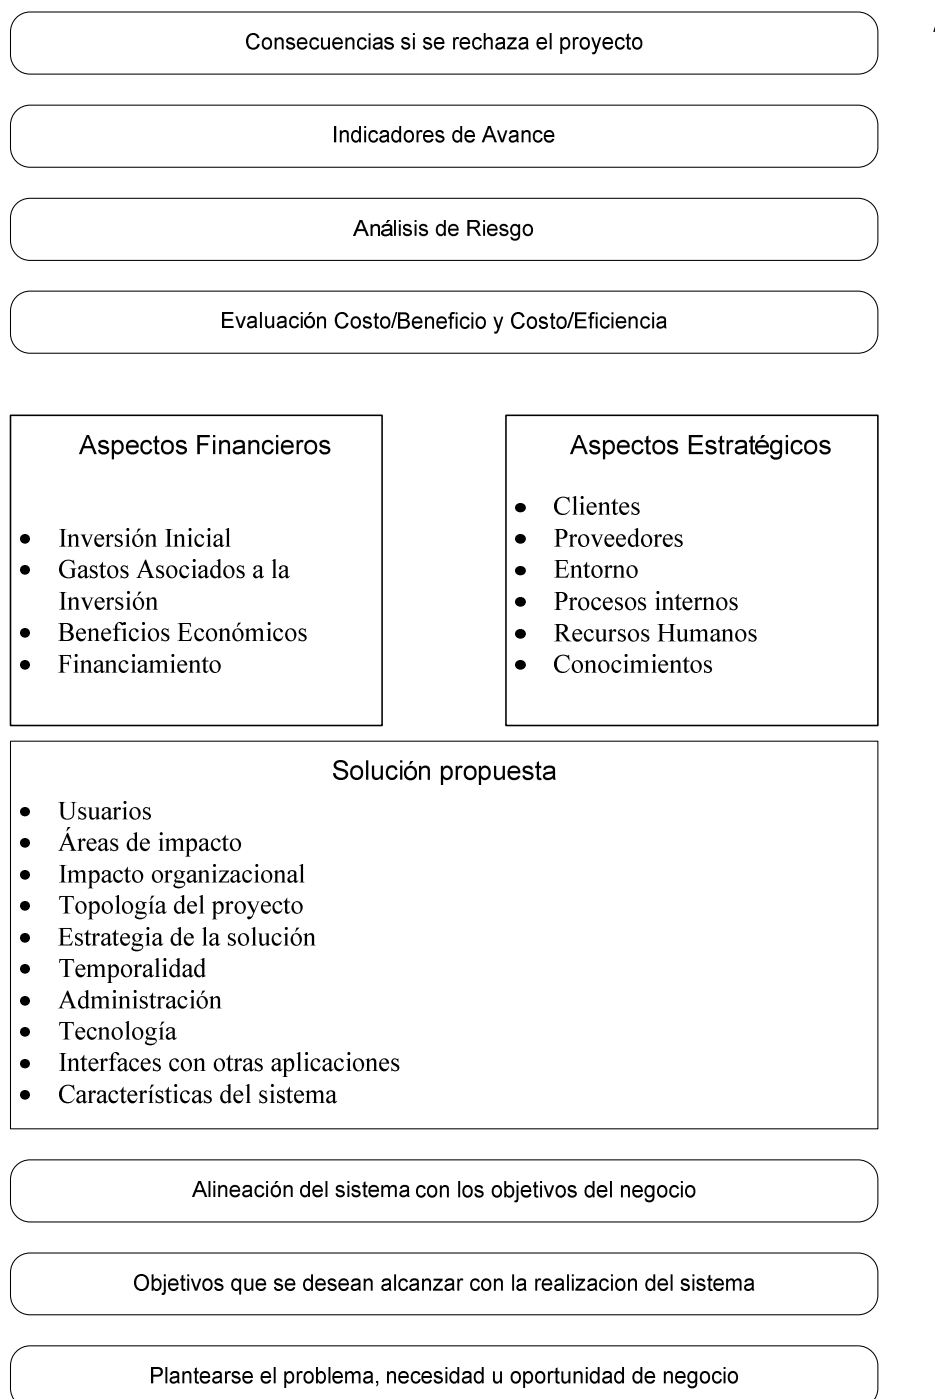 Consecuencias si se rechaza el proyecto
Indicadores de Avance
Análisis de Riesgo
Evaluación Costo/Beneficio y Costo/Eficiencia
Aspectos Financieros
• Inversión Inicial
• Gastos Asociados a la
Inversión
• Beneficios Económicos
• Financiamiento
Aspectos Estratégicos
• Clientes
• Proveedores
• Entorno
• Procesos internos
• Recursos Humanos
• Conocimientos
Solución propuesta
• Usuarios
• Áreas de impacto
• Impacto organizacional
• Topología del proyecto
• Estrategia de la solución
• Temporalidad
• Administración
• Tecnología
• Interfaces con otras aplicaciones
• Características del sistema
Alineación del sistema con los objetivos del negocio
Objetivos que se desean alcanzar con la realizacion del sistema
Plantearse el problema, necesidad u oportunidad de negocio